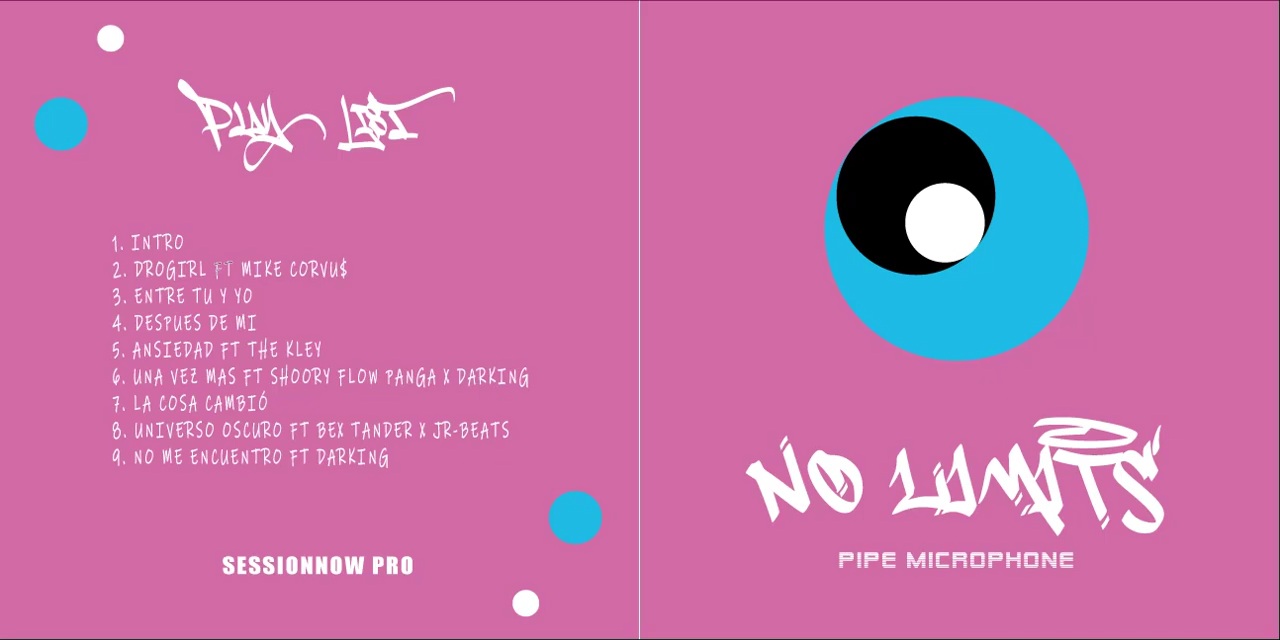 PLAY LIST
1. INTRO
2. DROGIRL FT MIKE CORVU$
3. ENTRE TU Y YO
4. DESPUES DE MI
5. ANSIEDAD FT THE KLEY
6. UNA VEZ MAS FT SHOORY FLOW PANGA X DARKING
7. LA COSA CAMBIÓ
8. UNIVERSO OSCURO FT BEX TANDER X JR-BEATS
9. NO ME ENCUENTRO FT DARKING
SESSIONNOW PRO
NO LIMITS
PIPE MICROPHONE